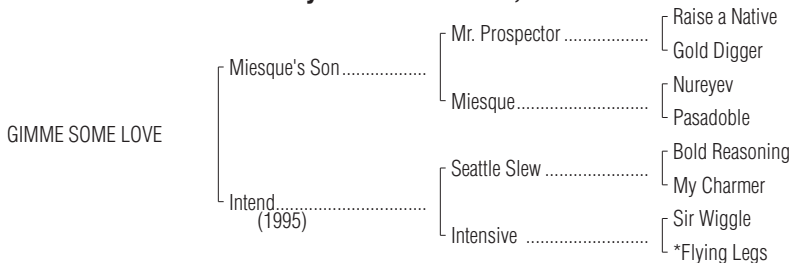 Raise a Native
Mr. Prospector ..................
Gold Digger
Miesque's Son..................
Nureyev
Miesque............................
Pasadoble
GIMME SOME LOVE
Bold Reasoning
Seattle Slew ......................
My Charmer
Intend................................
(1995)
Sir Wiggle
Intensive ..........................
*Flying Legs